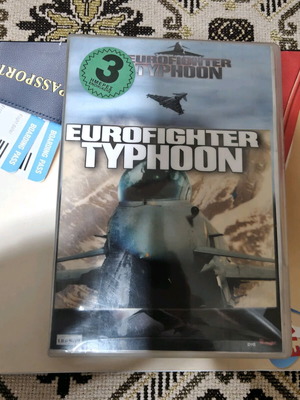 PASSPORT
BOARDING PASS
BOARDING PASS
3
EUROFIGHTER
TYPHOON
EUROFIGHTER
TYPHOON